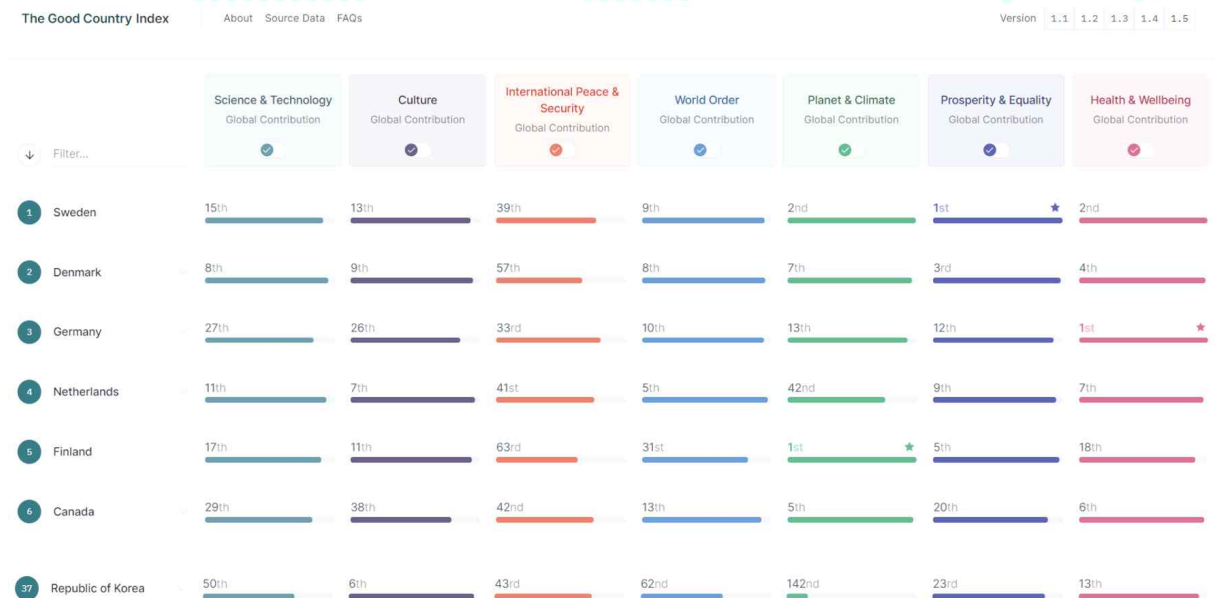 The Good Country Index About Source Data FAQs Version 1.1 1.2 1.3 1.4 1.5
Science & Technology Culture International Peace & Security World Order Planet & Climate Prosperity & Equality Health & Wellbeing
Global Contribution Global Contribution Global Contribution Global Contribution Global Contribution Global Contribution Global Contribution
Filter...
1 Sweden 15th 13th 39th 9th 2nd 1st 2nd
2 Denmark 8th 9th 57th 8th 7th 3rd 4th
3 Germany 27th 26th 33rd 10th 13th 12th 1st
4 Netherlands 11th 7th 41st 5th 42nd 9th 7th
5 Finland 17th 11th 63rd 31st 1st 5th 18th
6 Canada 29th 38th 42nd 13th 5th 20th 6th
37 Republic of Korea 50th 6th 43rd 62nd 142nd 23rd 13th